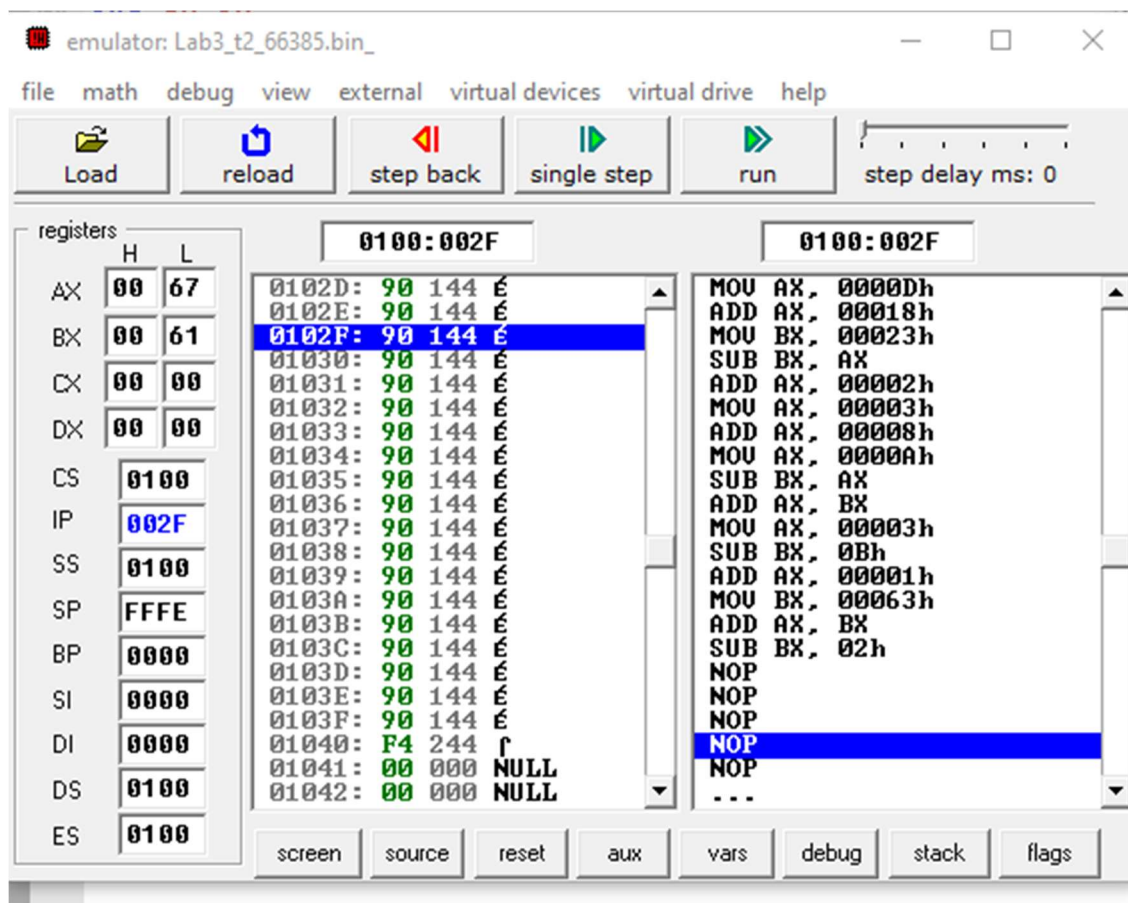 emulator: Lab3_t2_66385.bin_
file math debug view external virtual devices virtual drive help
Load reload step back single step run step delay ms: 0
registers
H L
AX 00 67
BX 00 61
CX 00 00
DX 00 00
CS 0100
IP 002F
SS 0100
SP FFFE
BP 0000
SI 0000
DI 0000
DS 0100
ES 0100
0100:002F
0102D: 90 144 É
0102E: 90 144 É
0102F: 90 144 É
01030: 90 144 É
01031: 90 144 É
01032: 90 144 É
01033: 90 144 É
01034: 90 144 É
01035: 90 144 É
01036: 90 144 É
01037: 90 144 É
01038: 90 144 É
01039: 90 144 É
0103A: 90 144 É
0103B: 90 144 É
0103C: 90 144 É
0103D: 90 144 É
0103E: 90 144 É
0103F: 90 144 É
01040: F4 244 ⌠
01041: 00 000 NULL
01042: 00 000 NULL
0100:002F
MOV AX, 0000Dh
ADD AX, 00018h
MOV BX, 00023h
SUB BX, AX
ADD AX, 00002h
MOV AX, 00003h
ADD AX, 00008h
MOV AX, 0000Ah
SUB BX, AX
ADD AX, BX
MOV AX, 00003h
SUB BX, 0Bh
ADD AX, 00001h
MOV BX, 00063h
ADD AX, BX
SUB BX, 02h
NOP
NOP
NOP
NOP
NOP
...
screen source reset aux vars debug stack flags